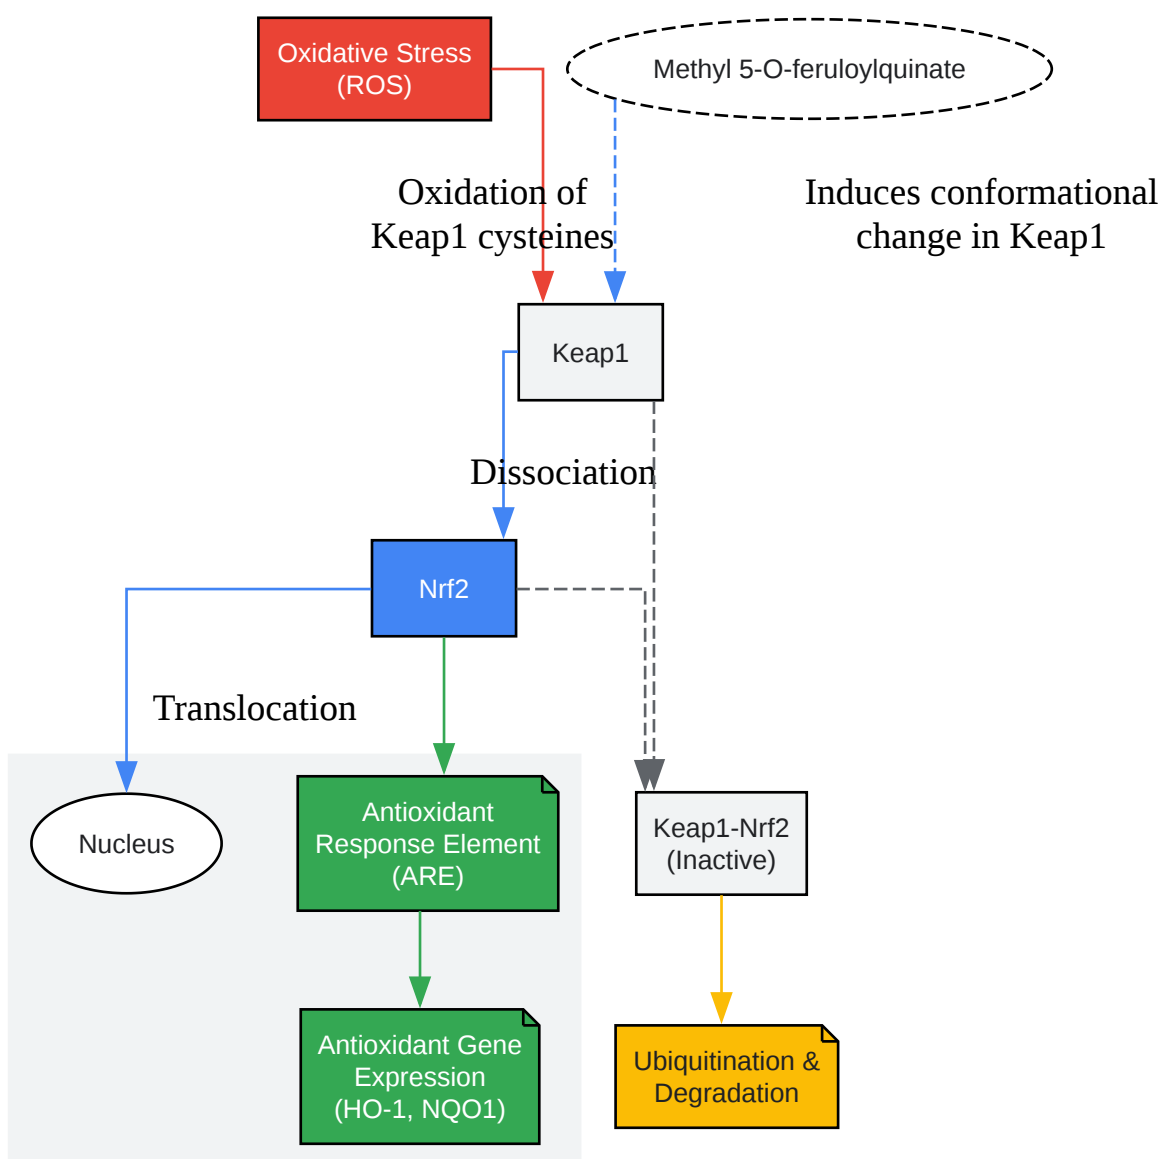 Oxidative Stress
(ROS)
Methyl 5-O-feruloylquinate
Oxidation of
Keap1 cysteines
Induces conformational
change in Keap1
Keap1
Dissociation
Nrf2
Translocation
Nucleus
Antioxidant
Response Element
(ARE)
Keap1-Nrf2
(Inactive)
Antioxidant Gene
Expression
(HO-1, NQO1)
Ubiquitination &
Degradation